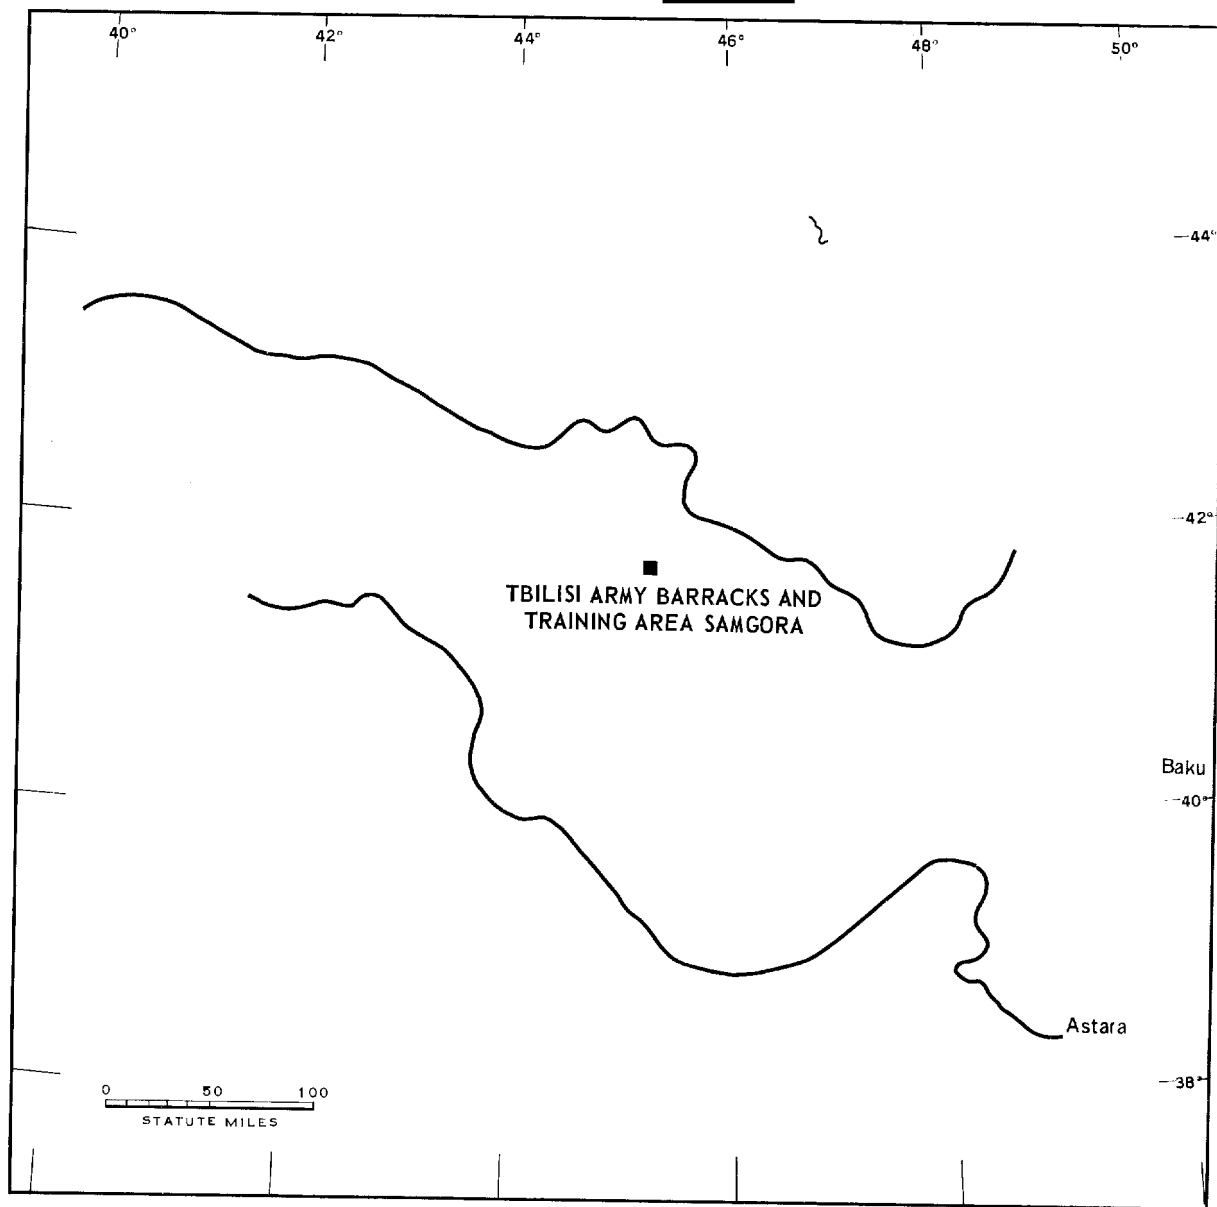 40° 42° 44° 46° 48° 50°
44°
42°
TBILISI ARMY BARRACKS AND
TRAINING AREA SAMGORA
Baku
40°
Astara
38°
0 50 100
STATUTE MILES